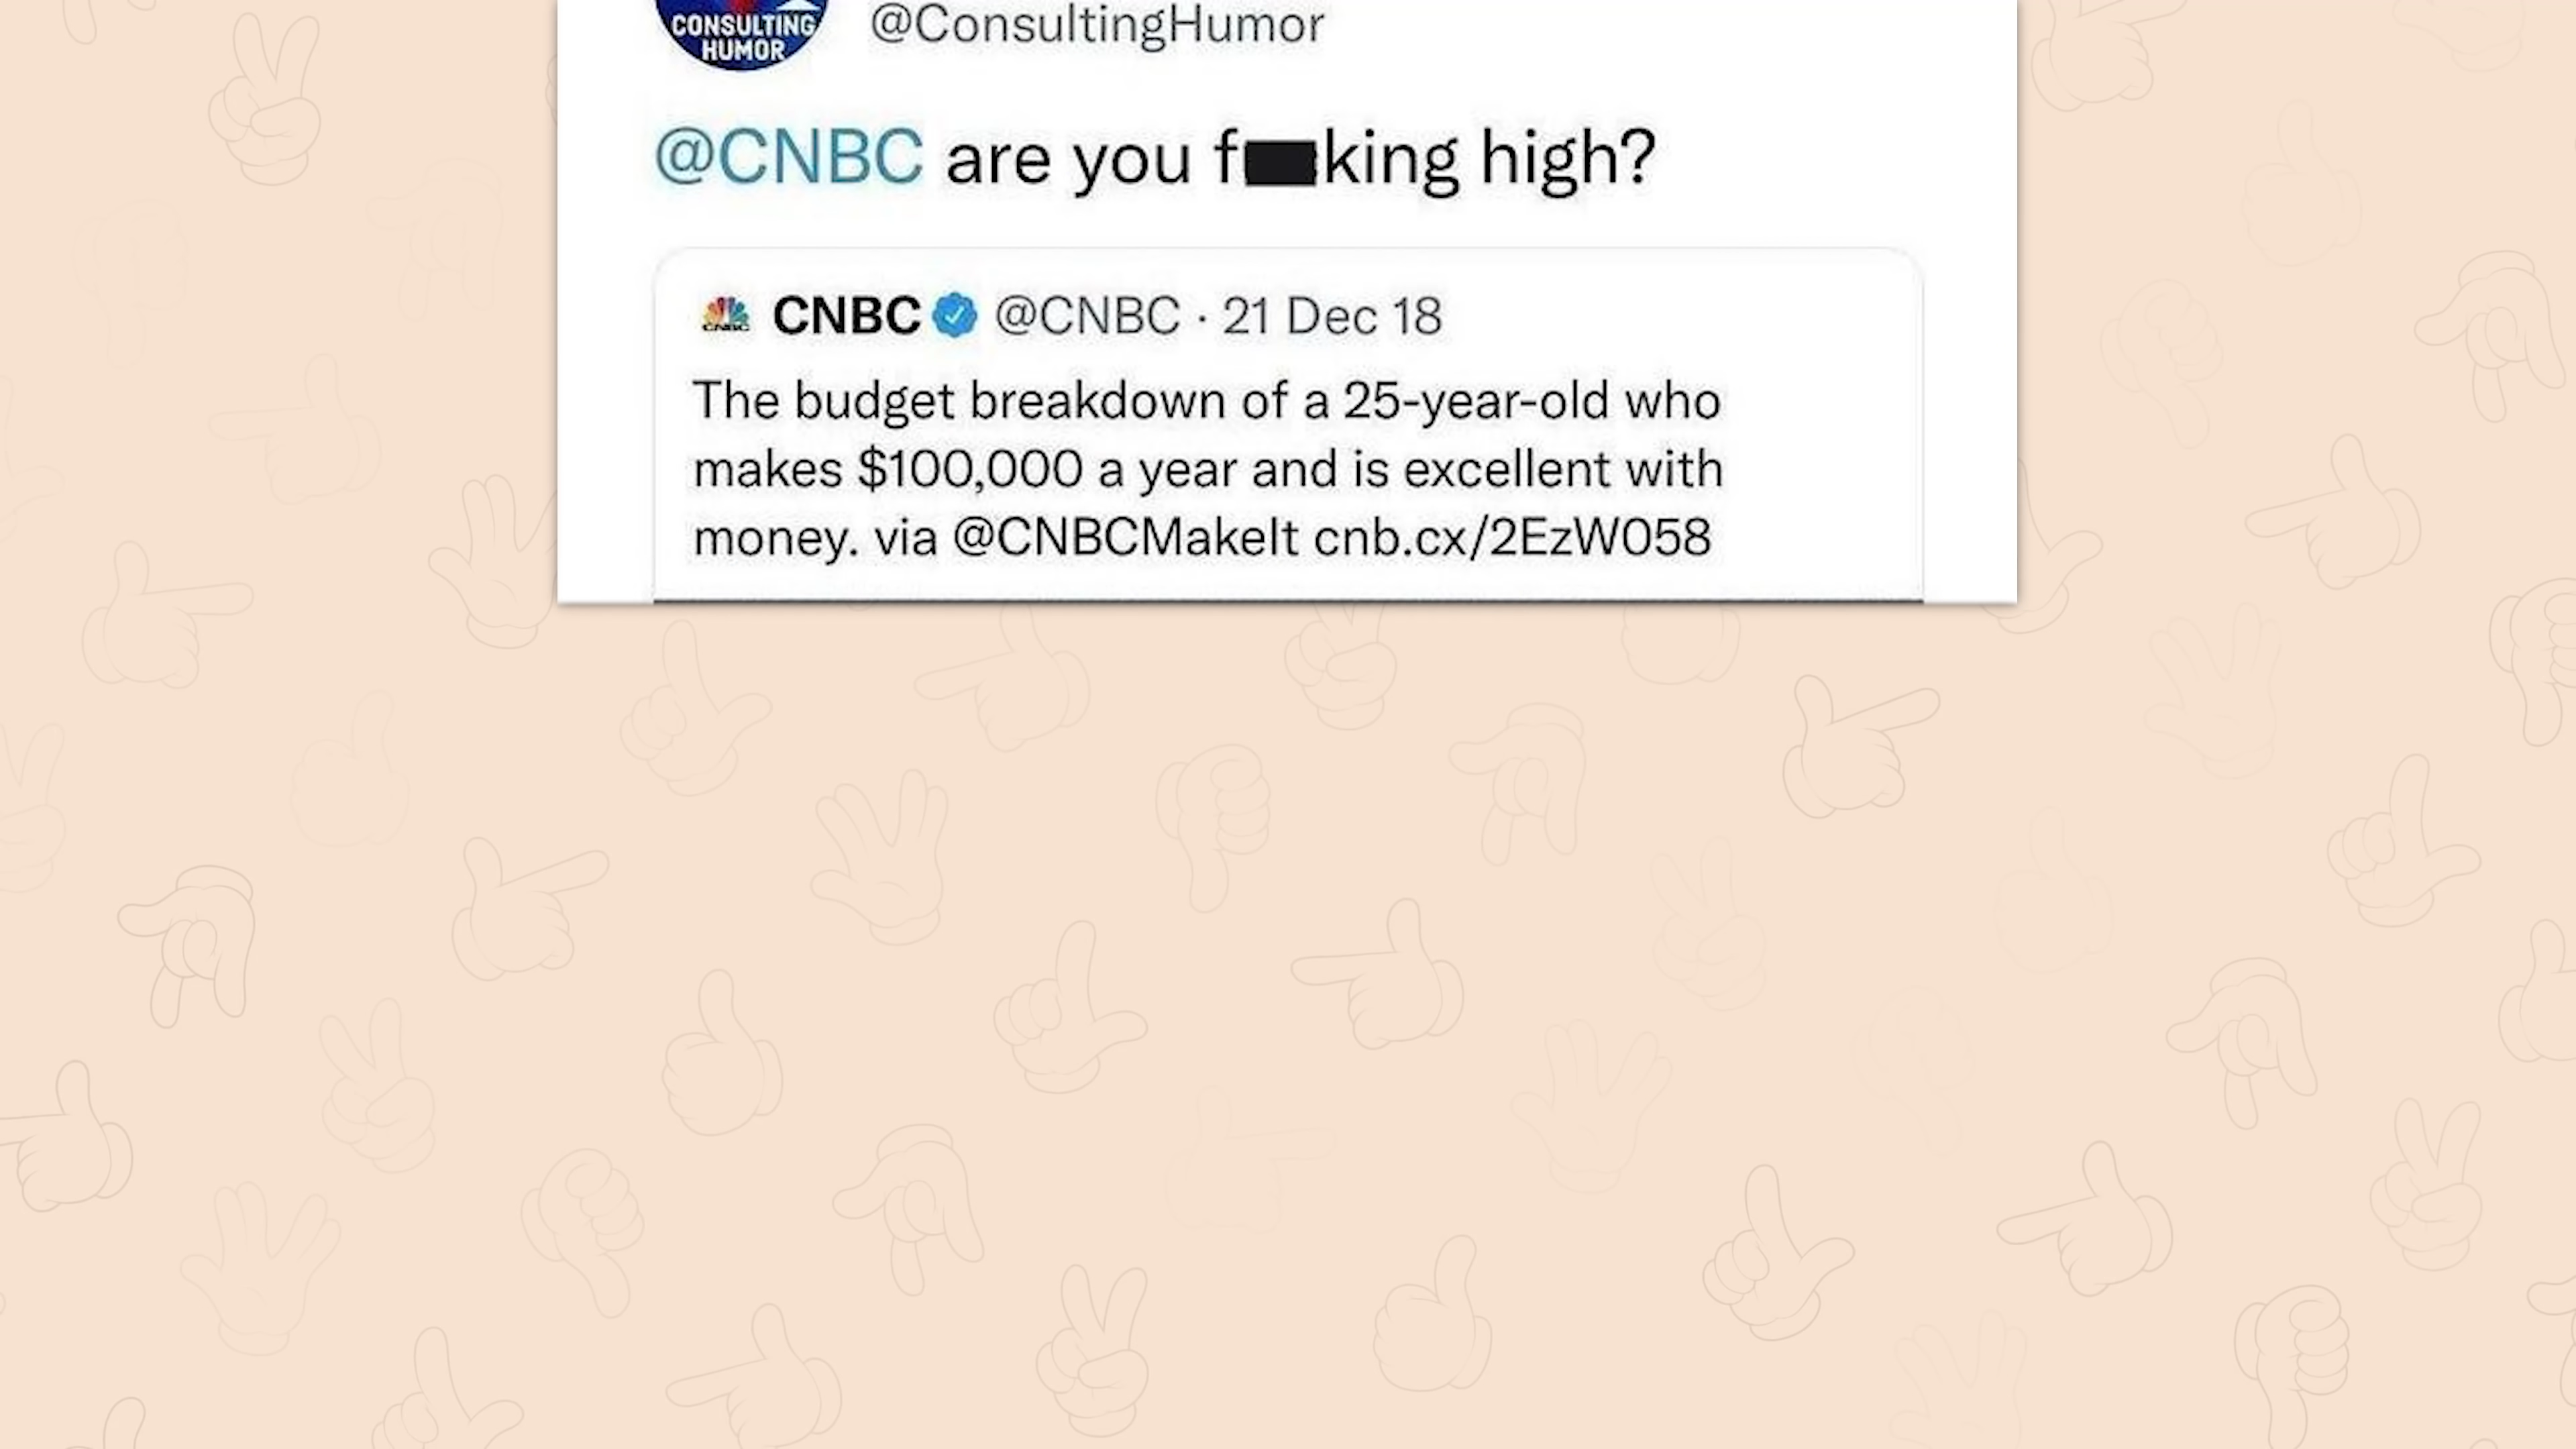 CONSULTING
HUMOR
@ConsultingHumor
@CNBC are you f██king high?
CNBC @CNBC · 21 Dec 18
The budget breakdown of a 25-year-old who
makes $100,000 a year and is excellent with
money. via @CNBCMakeIt cnb.cx/2EzW058